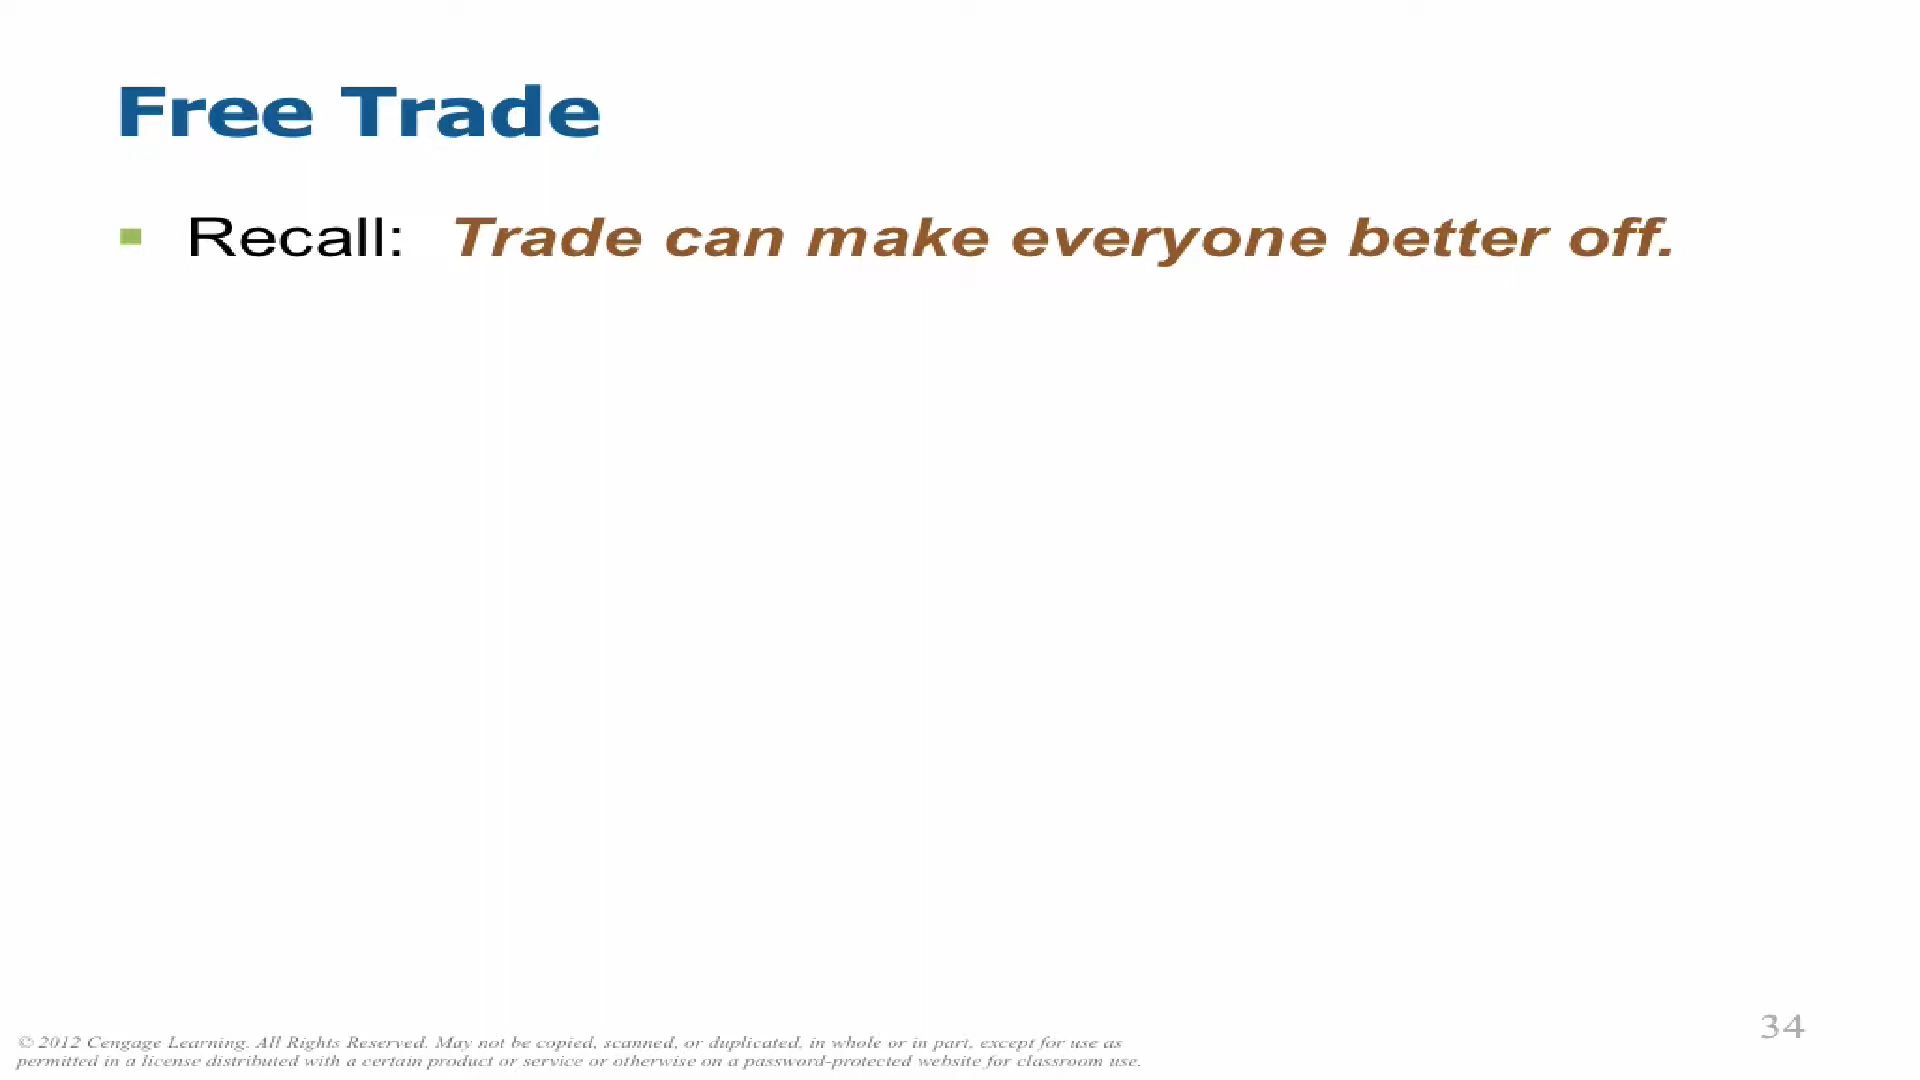 Free Trade
Recall: Trade can make everyone better off.
34
© 2012 Cengage Learning. All Rights Reserved. May not be copied, scanned, or duplicated, in whole or in part, except for use as
permitted in a license distributed with a certain product or service or otherwise on a password-protected website for classroom use.